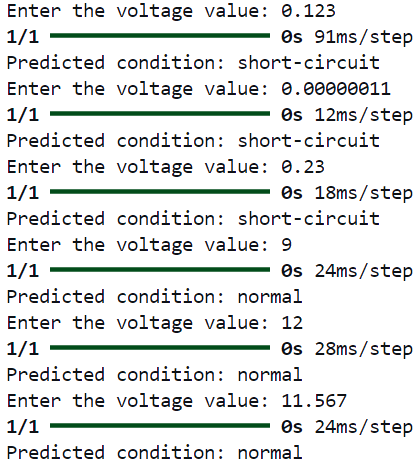 Enter the voltage value: 0.123
1/1 ━━━━━━━━━━━━━━━━━━━━ 0s 91ms/step
Predicted condition: short-circuit
Enter the voltage value: 0.00000011
1/1 ━━━━━━━━━━━━━━━━━━━━ 0s 12ms/step
Predicted condition: short-circuit
Enter the voltage value: 0.23
1/1 ━━━━━━━━━━━━━━━━━━━━ 0s 18ms/step
Predicted condition: short-circuit
Enter the voltage value: 9
1/1 ━━━━━━━━━━━━━━━━━━━━ 0s 24ms/step
Predicted condition: normal
Enter the voltage value: 12
1/1 ━━━━━━━━━━━━━━━━━━━━ 0s 28ms/step
Predicted condition: normal
Enter the voltage value: 11.567
1/1 ━━━━━━━━━━━━━━━━━━━━ 0s 24ms/step
Predicted condition: normal